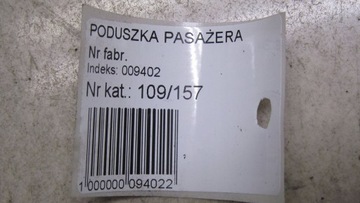 PODUSZKA PASAŻERA
Nr fabr.
Indeks: 009402
Nr kat.: 109/157
1 000000 094022